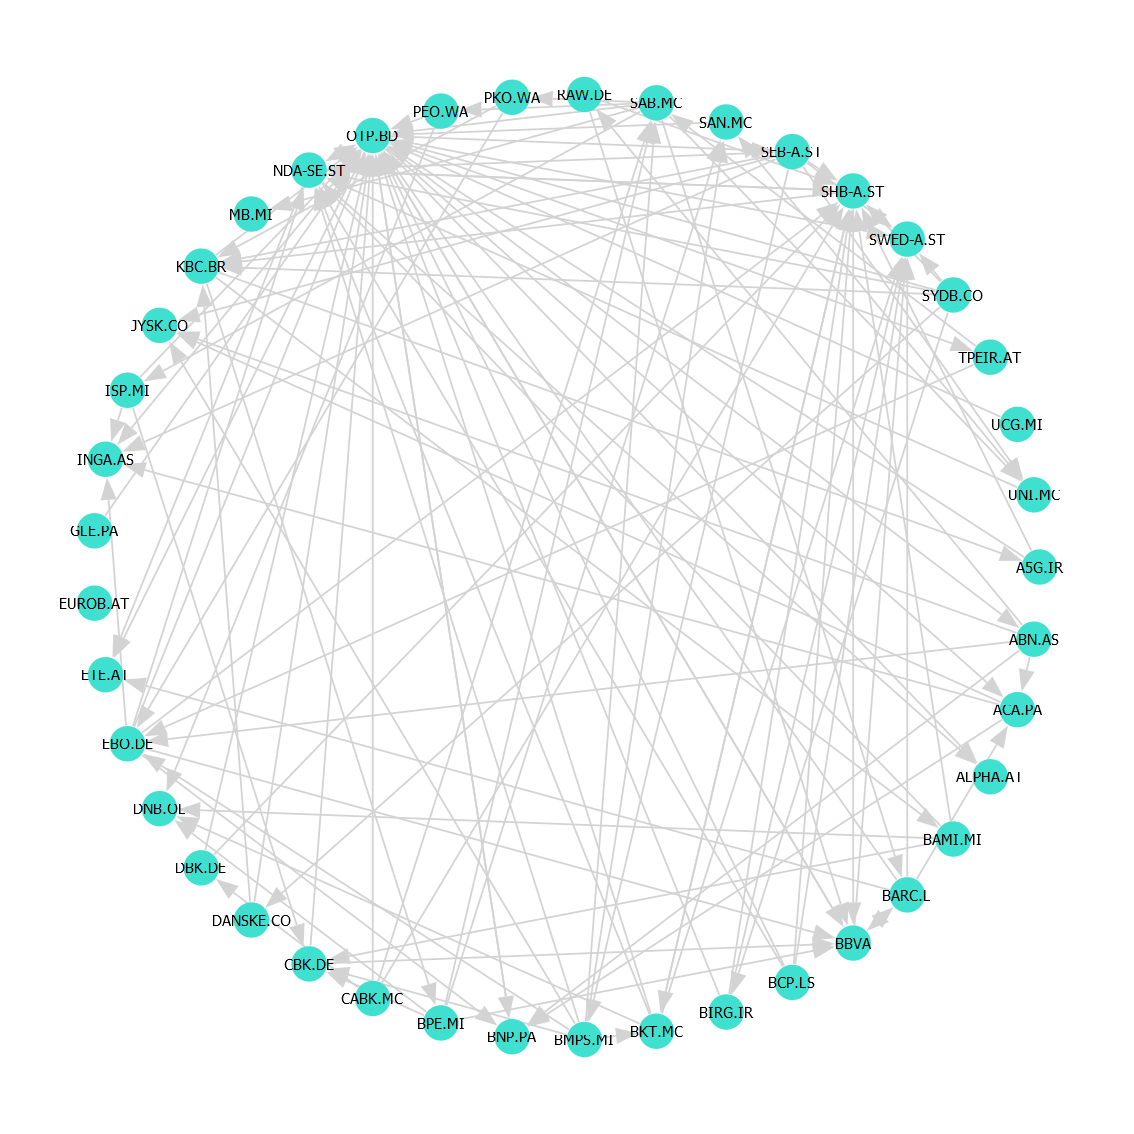 RAW.DE
SAB.MC
PKO.WA
PEO.WA
SAN.MC
OTP.BD
SEB-A.ST
NDA-SE.ST
SHB-A.ST
MB.MI
SWED-A.ST
KBC.BR
SYDB.CO
JYSK.CO
TPEIR.AT
ISP.MI
UCG.MI
INGA.AS
UNI.MC
GLE.PA
A5G.IR
EUROB.AT
ABN.AS
ETE.AT
ACA.PA
EBO.DE
ALPHA.AT
DNB.OL
BAMI.MI
DBK.DE
BARC.L
DANSKE.CO
BBVA
CBK.DE
BCP.LS
CABK.MC
BIRG.IR
BPE.MI
BKT.MC
BNP.PA
BMPS.MI